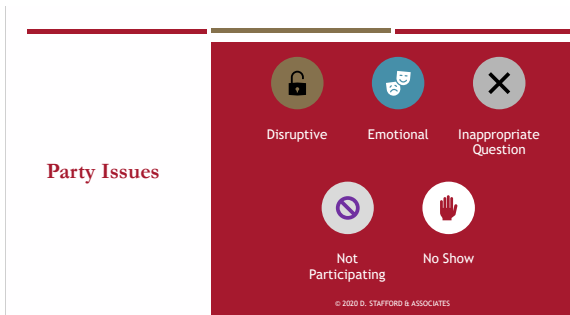 Party Issues
Disruptive
Emotional
Inappropriate
Question
Not
Participating
No Show
© 2020 D. STAFFORD & ASSOCIATES